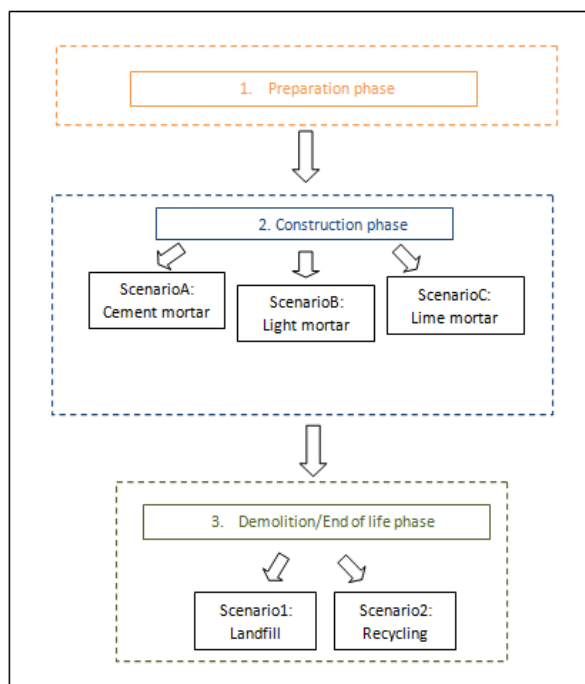 1. Preparation phase
2. Construction phase
ScenarioA:
Cement mortar
ScenarioB:
Light mortar
ScenarioC:
Lime mortar
3. Demolition/End of life phase
Scenario1:
Landfill
Scenario2:
Recycling